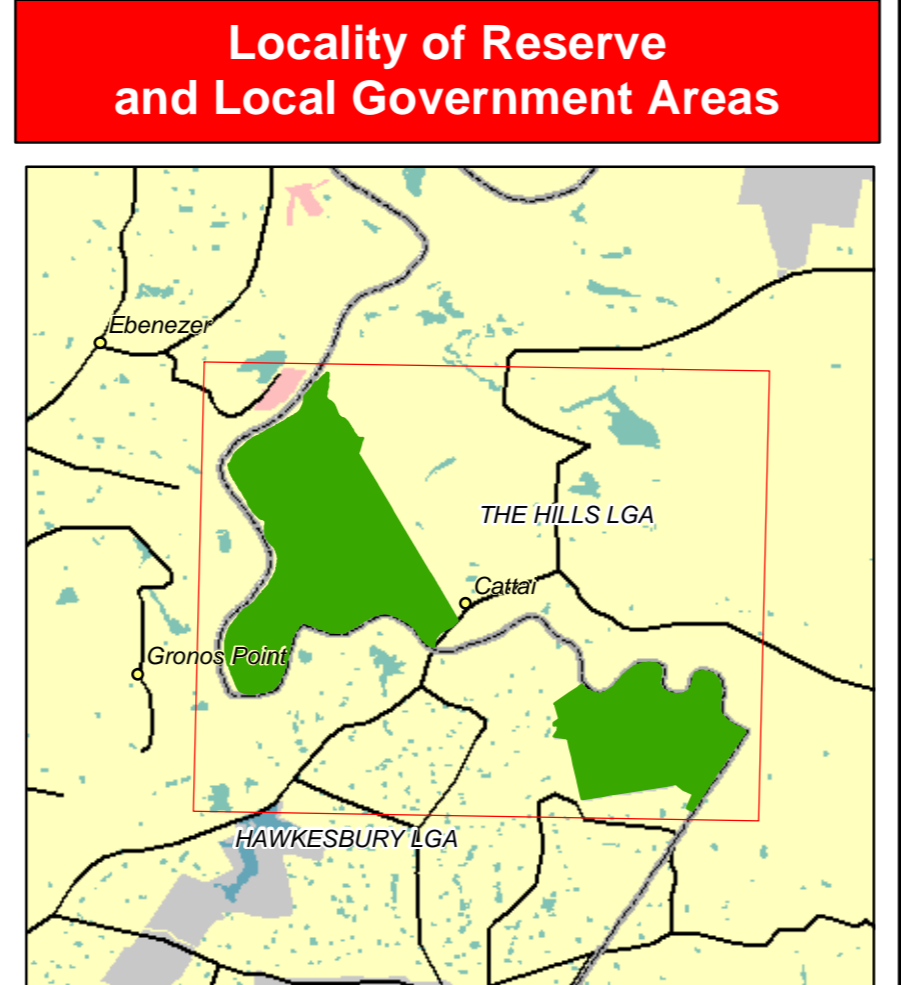 Locality of Reserve
and Local Government Areas
Ebenezer
THE HILLS LGA
Cattai
Gronos Point
HAWKESBURY LGA